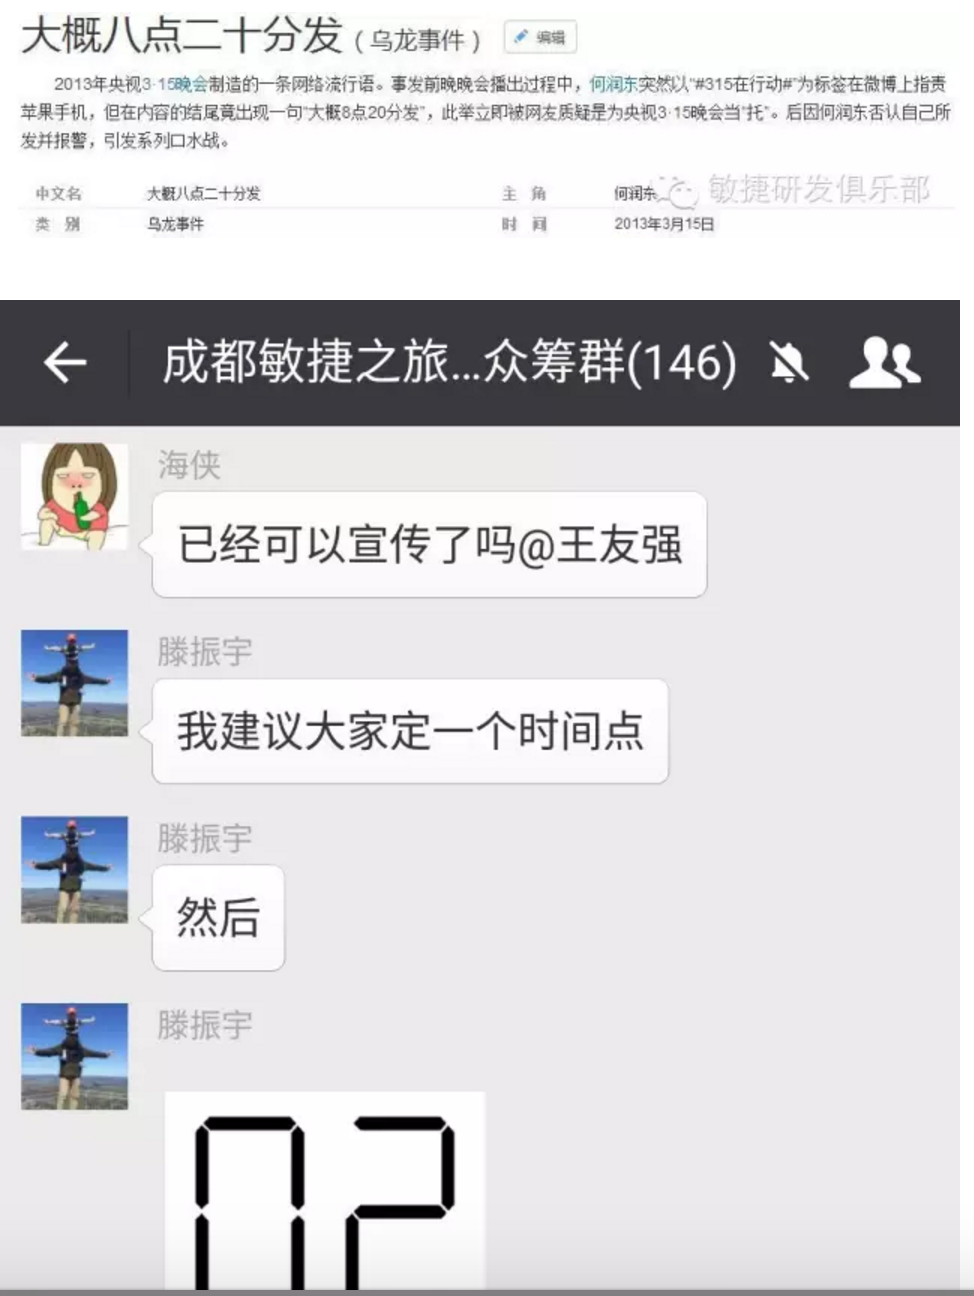 大概八点二十分发（乌龙事件） 编辑
2013年央视3·15晚会制造的一条网络流行语。事发前晚晚会播出过程中，何润东突然以“#315在行动#”为标签在微博上指责
苹果手机，但在内容的结尾竟出现一句“大概8点20分发”，此举立即被网友质疑是为央视3·15晚会当“托”。后因何润东否认自己所
发并报警，引发系列口水战。
中文名 大概八点二十分发 主 角 何润东
敏捷研发俱乐部
类 别 乌龙事件 时 间 2013年3月15日
成都敏捷之旅...众筹群(146)
海侠
已经可以宣传了吗@王友强
滕振宇
我建议大家定一个时间点
滕振宇
然后
滕振宇
02